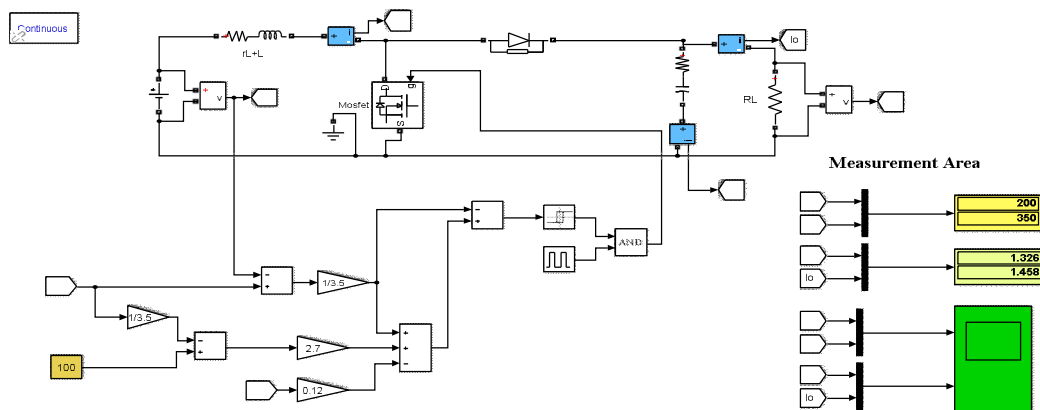 Continuous
rL+L
i
i
Io
+
v
Mosfet
D
g
S
RL
+
v
Measurement Area
200
350
1.326
1.458
Io
AND
1/3.5
1/3.5
2.7
100
0.12
Io